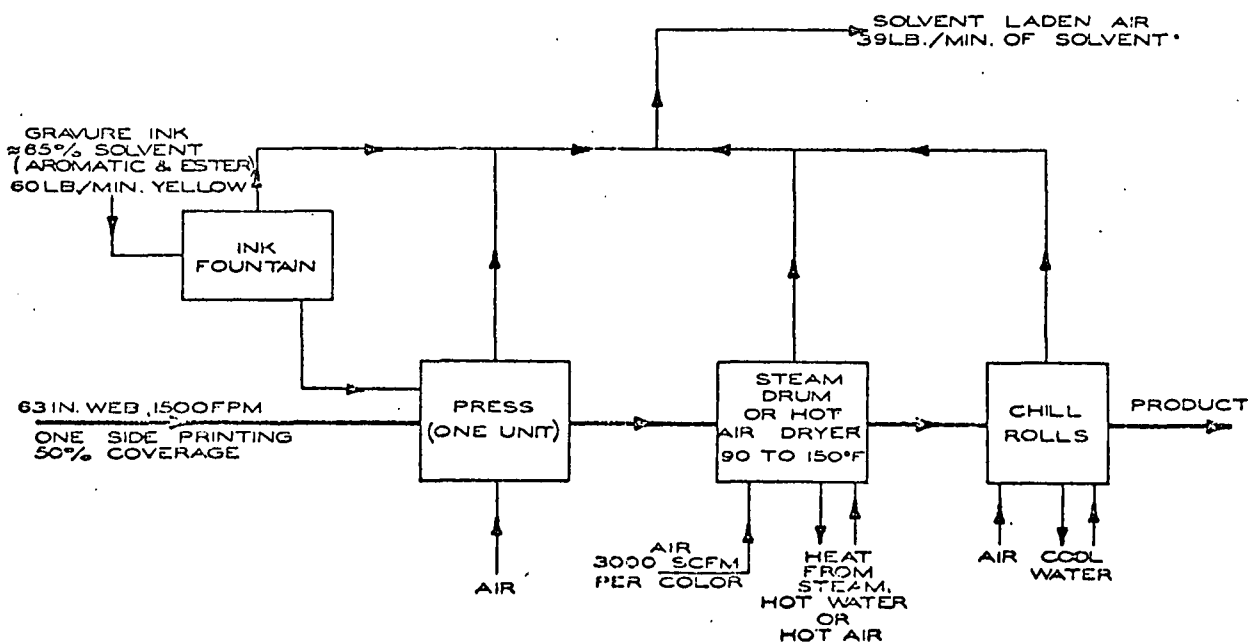 SOLVENT LADEN AIR
39LB./MIN. OF SOLVENT
GRAVURE INK
≈65% SOLVENT
(AROMATIC & ESTER)
60LB./MIN. YELLOW
INK
FOUNTAIN
63 IN. WEB, 1500FPM
ONE SIDE PRINTING
50% COVERAGE
PRESS
(ONE UNIT)
AIR
STEAM
DRUM
OR HOT
AIR DRYER
90 TO 150°F
AIR
3000 SCFM
PER COLOR
HEAT
FROM
STEAM,
HOT WATER
OR
HOT AIR
CHILL
ROLLS
AIR
COOL
WATER
PRODUCT